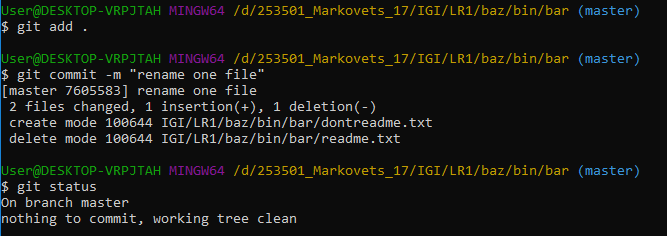 User@DESKTOP-VRPJTAH MINGW64 /d/253501_Markovets_17/IGI/LR1/baz/bin/bar (master)
$ git add .
User@DESKTOP-VRPJTAH MINGW64 /d/253501_Markovets_17/IGI/LR1/baz/bin/bar (master)
$ git commit -m "rename one file"
[master 7605583] rename one file
 2 files changed, 1 insertion(+), 1 deletion(-)
 create mode 100644 IGI/LR1/baz/bin/bar/dontreadme.txt
 delete mode 100644 IGI/LR1/baz/bin/bar/readme.txt
User@DESKTOP-VRPJTAH MINGW64 /d/253501_Markovets_17/IGI/LR1/baz/bin/bar (master)
$ git status
On branch master
nothing to commit, working tree clean